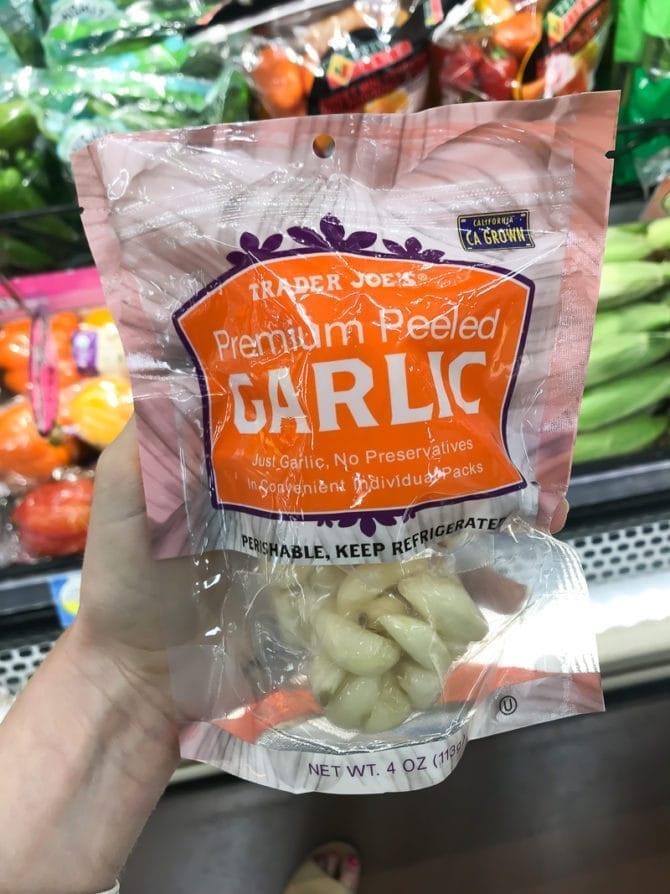 CALIFORNIA
CA GROWN
TRADER JOE'S
Premium Peeled
GARLIC
Just Garlic, No Preservatives
In Convenient Individual Packs
PERISHABLE, KEEP REFRIGERATED
U
NET WT. 4 OZ (113g)